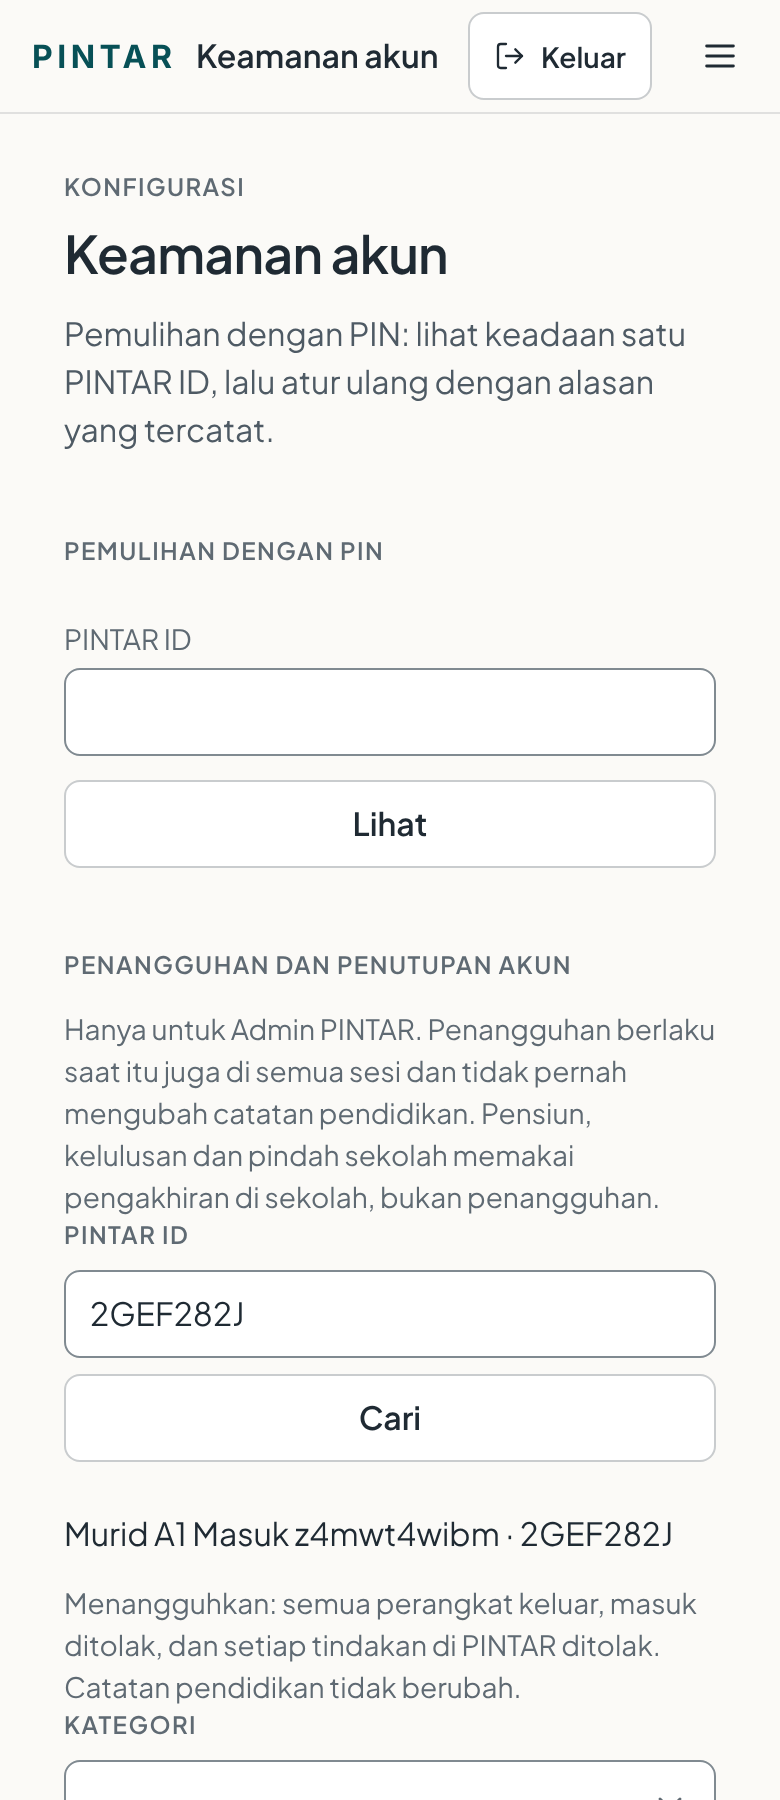 PINTAR Keamanan akun Keluar
KONFIGURASI
Keamanan akun
Pemulihan dengan PIN: lihat keadaan satu
PINTAR ID, lalu atur ulang dengan alasan
yang tercatat.
PEMULIHAN DENGAN PIN
PINTAR ID
Lihat
PENANGGUHAN DAN PENUTUPAN AKUN
Hanya untuk Admin PINTAR. Penangguhan berlaku
saat itu juga di semua sesi dan tidak pernah
mengubah catatan pendidikan. Pensiun,
kelulusan dan pindah sekolah memakai
pengakhiran di sekolah, bukan penangguhan.
PINTAR ID
2GEF282J
Cari
Murid A1 Masuk z4mwt4wibm · 2GEF282J
Menangguhkan: semua perangkat keluar, masuk
ditolak, dan setiap tindakan di PINTAR ditolak.
Catatan pendidikan tidak berubah.
KATEGORI